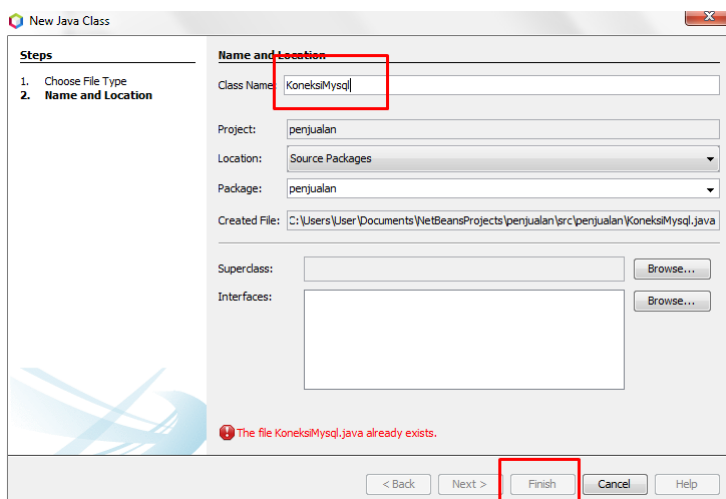 New Java Class
Steps
1. Choose File Type
2. Name and Location
Name and Location
Class Name: KoneksiMysql
Project: penjualan
Location: Source Packages
Package: penjualan
Created File: C:\Users\User\Documents\NetBeansProjects\penjualan\src\penjualan\KoneksiMysql.java
Superclass: Browse...
Interfaces: Browse...
The file KoneksiMysql.java already exists.
< Back Next > Finish Cancel Help